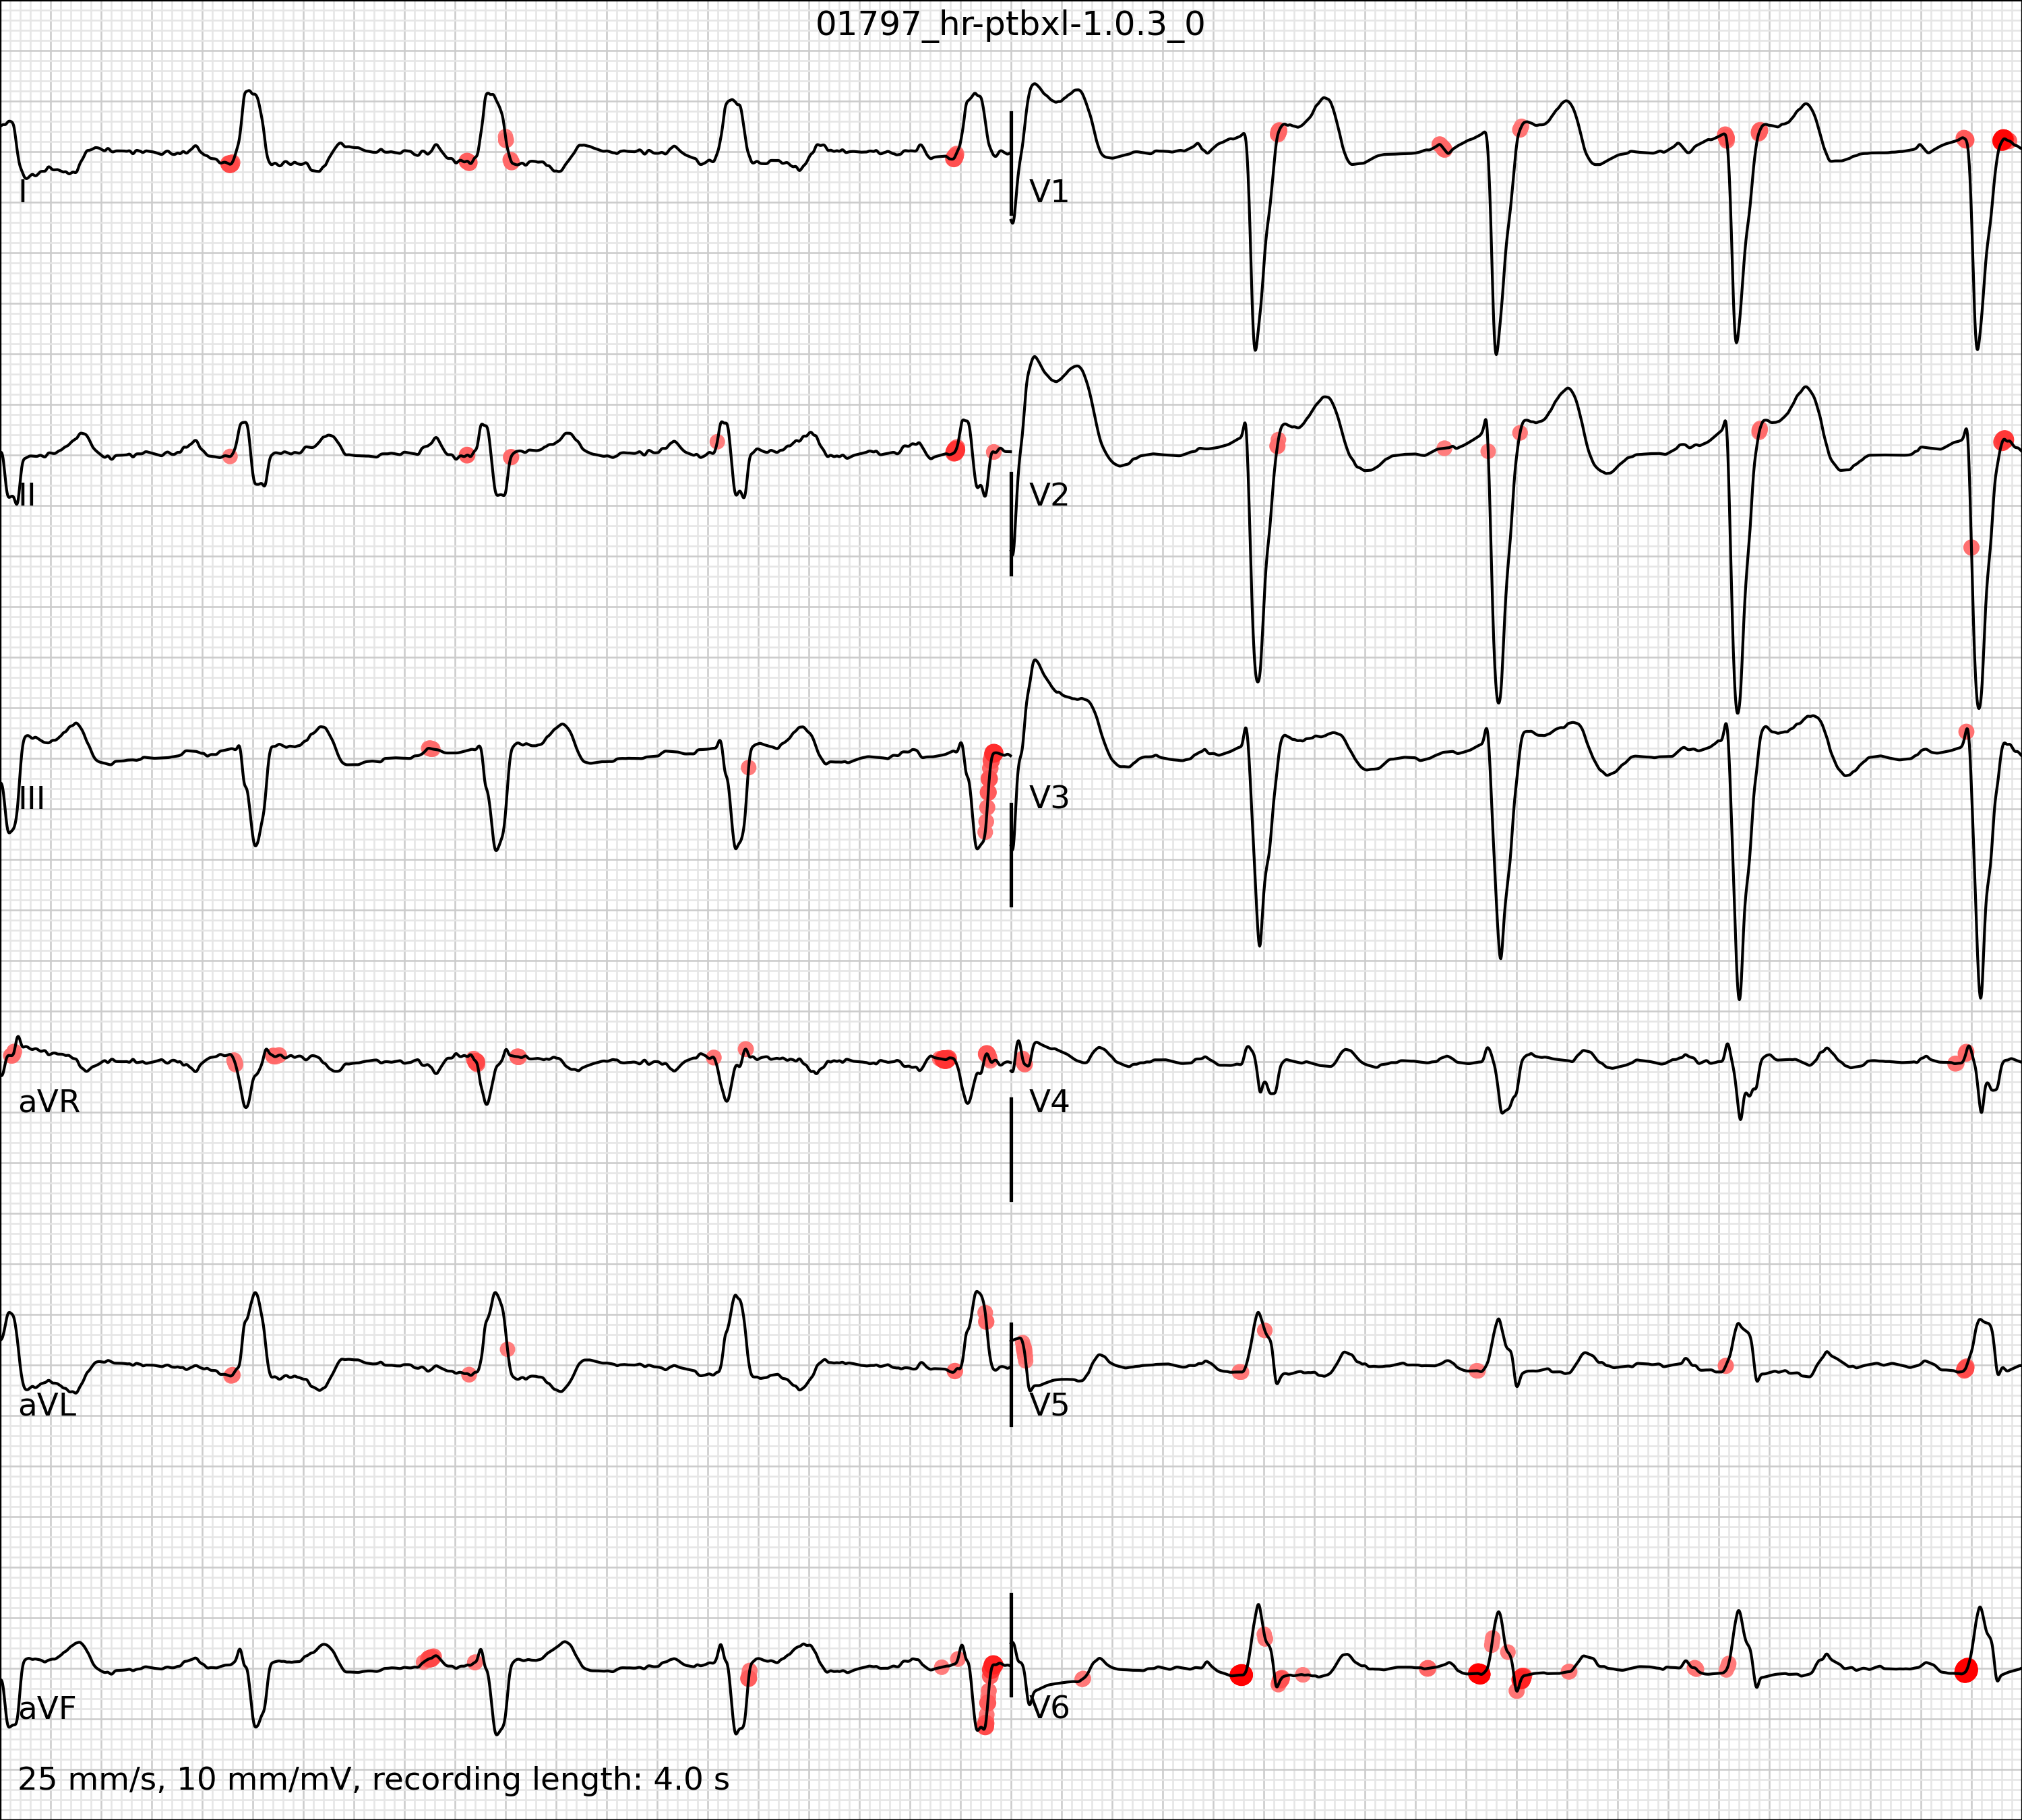 01797_hr-ptbxl-1.0.3_0
I
V1
II
V2
III
V3
aVR
V4
aVL
V5
aVF
V6
25 mm/s, 10 mm/mV, recording length: 4.0 s